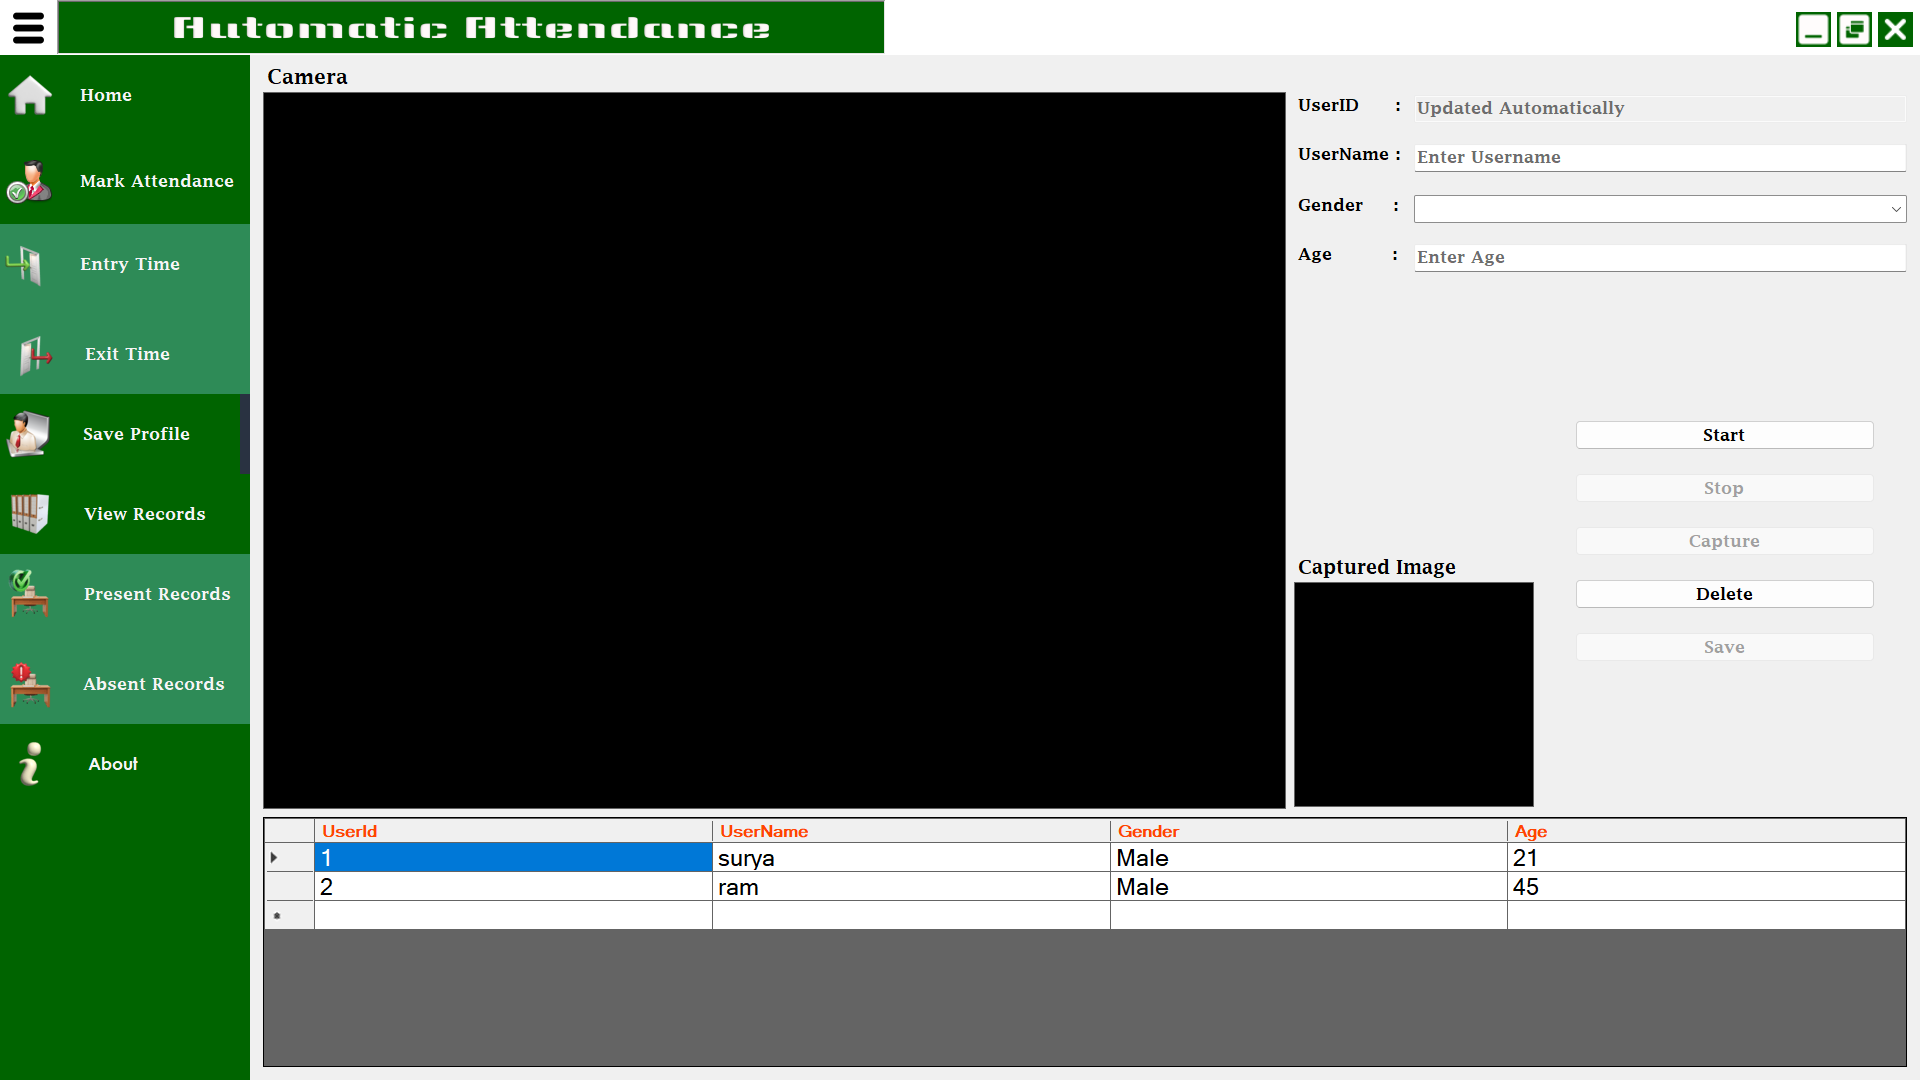 Automatic Attendance
Home
Mark Attendance
Entry Time
Exit Time
Save Profile
View Records
Present Records
Absent Records
About
Camera
UserID : Updated Automatically
UserName : Enter Username
Gender :
Age : Enter Age
Start
Stop
Capture
Delete
Save
Captured Image
UserId UserName Gender Age
1 surya Male 21
2 ram Male 45